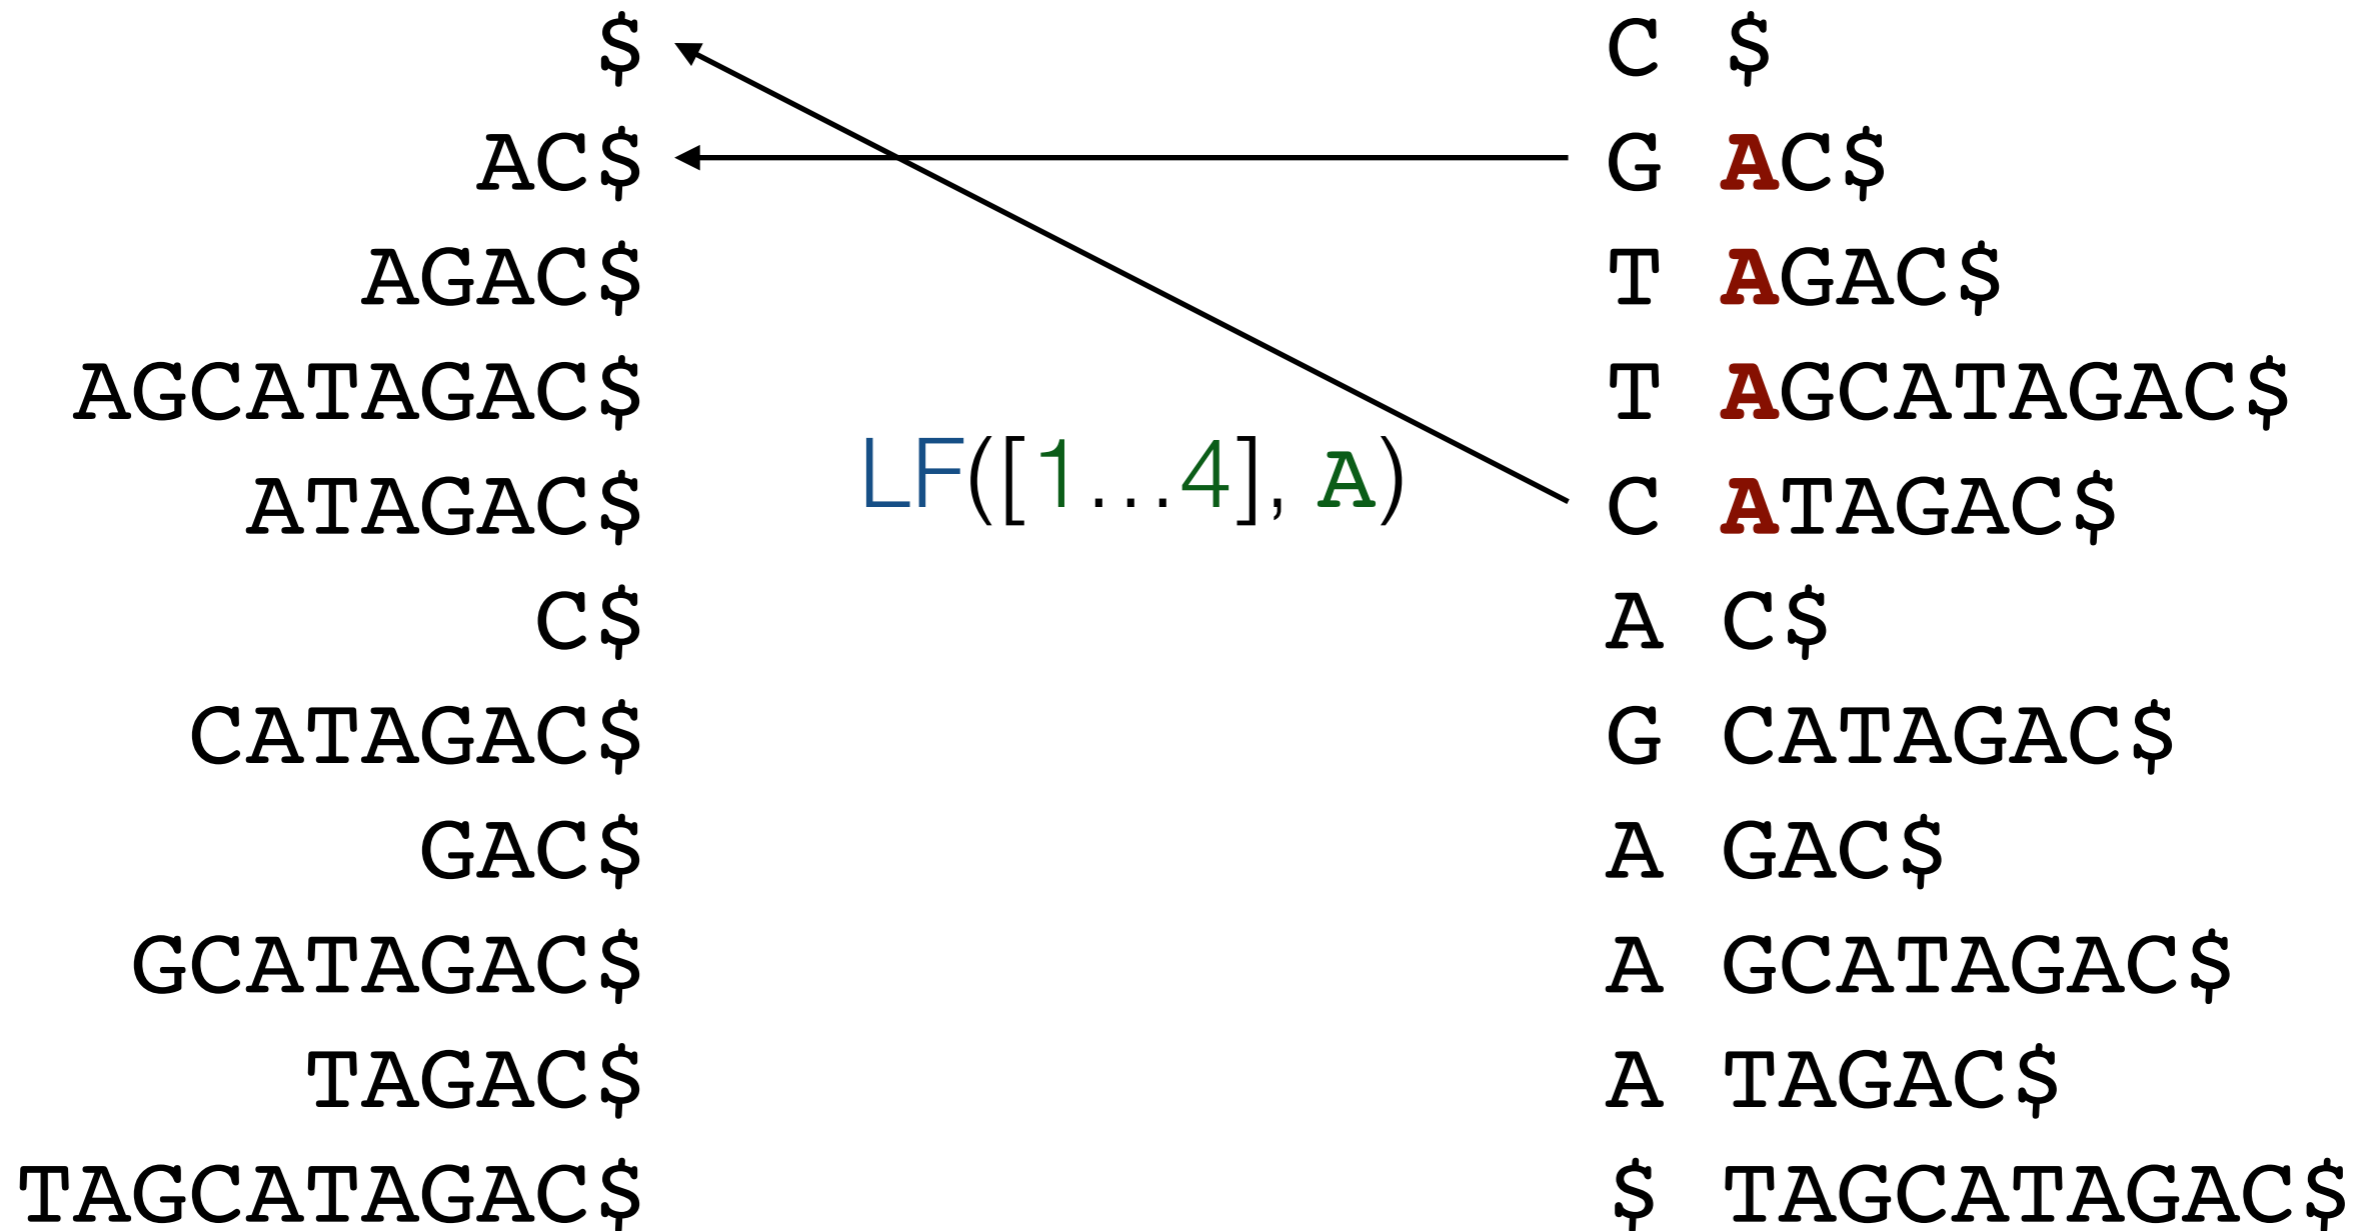 $ C $
AC$ G AC$
AGAC$ T AGAC$
AGCATAGAC$ T AGCATAGAC$
LF([1...4], A)
ATAGAC$ C ATAGAC$
C$ A C$
CATAGAC$ G CATAGAC$
GAC$ A GAC$
GCATAGAC$ A GCATAGAC$
TAGAC$ A TAGAC$
TAGCATAGAC$ $ TAGCATAGAC$